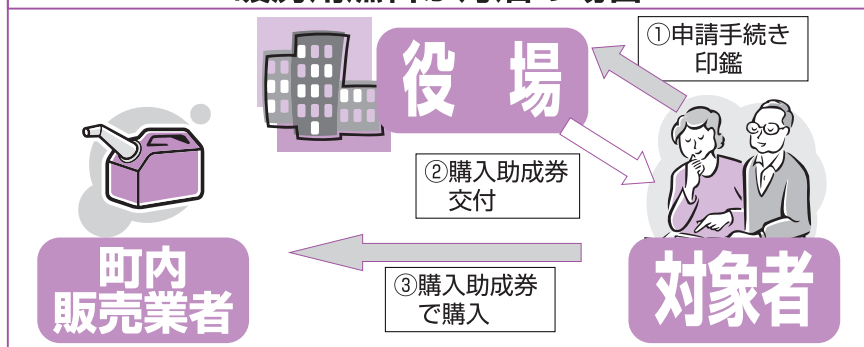 役場
①申請手続き
印鑑
②購入助成券
交付
町内
販売業者
③購入助成券
で購入
対象者